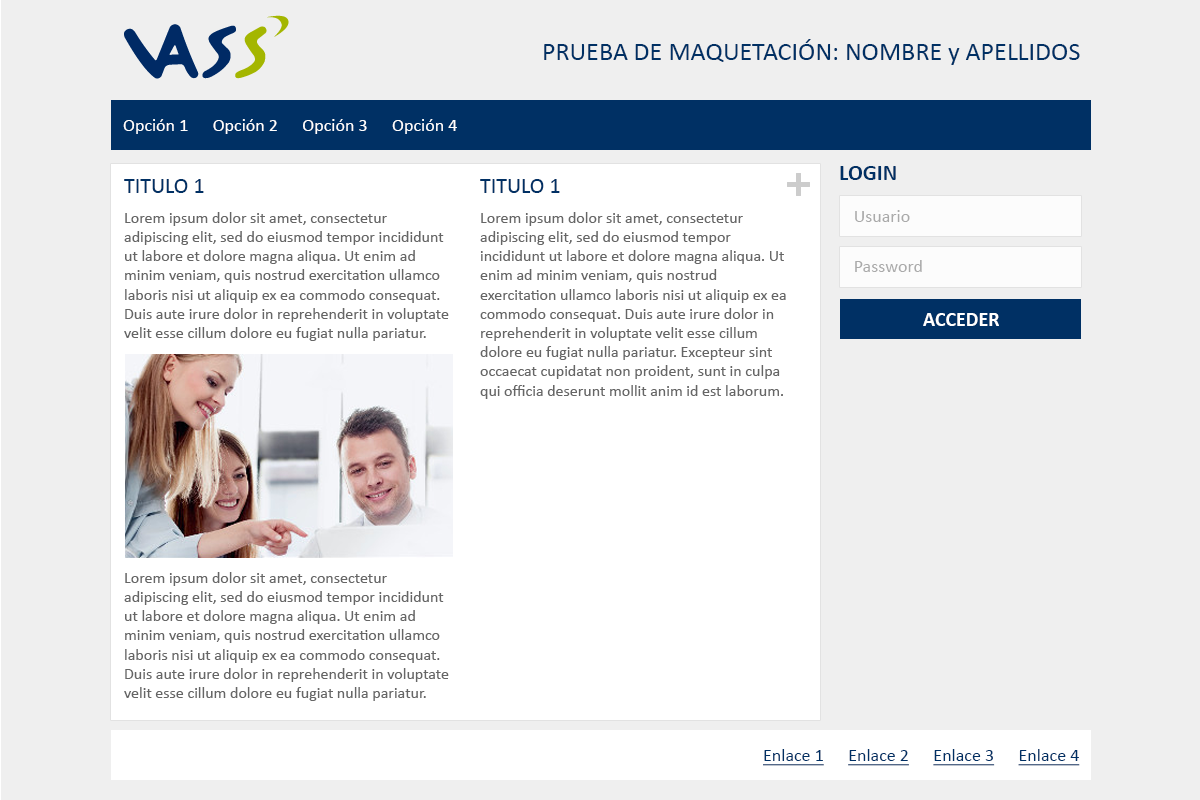 VASS
PRUEBA DE MAQUETACIÓN: NOMBRE y APELLIDOS
Opción 1 Opción 2 Opción 3 Opción 4
TITULO 1
Lorem ipsum dolor sit amet, consectetur
adipiscing elit, sed do eiusmod tempor incididunt
ut labore et dolore magna aliqua. Ut enim ad
minim veniam, quis nostrud exercitation ullamco
laboris nisi ut aliquip ex ea commodo consequat.
Duis aute irure dolor in reprehenderit in voluptate
velit esse cillum dolore eu fugiat nulla pariatur.
Lorem ipsum dolor sit amet, consectetur
adipiscing elit, sed do eiusmod tempor incididunt
ut labore et dolore magna aliqua. Ut enim ad
minim veniam, quis nostrud exercitation ullamco
laboris nisi ut aliquip ex ea commodo consequat.
Duis aute irure dolor in reprehenderit in voluptate
velit esse cillum dolore eu fugiat nulla pariatur.
TITULO 1
Lorem ipsum dolor sit amet, consectetur
adipiscing elit, sed do eiusmod tempor
incididunt ut labore et dolore magna aliqua. Ut
enim ad minim veniam, quis nostrud
exercitation ullamco laboris nisi ut aliquip ex ea
commodo consequat. Duis aute irure dolor in
reprehenderit in voluptate velit esse cillum
dolore eu fugiat nulla pariatur. Excepteur sint
occaecat cupidatat non proident, sunt in culpa
qui officia deserunt mollit anim id est laborum.
LOGIN
Usuario
Password
ACCEDER
Enlace 1 Enlace 2 Enlace 3 Enlace 4